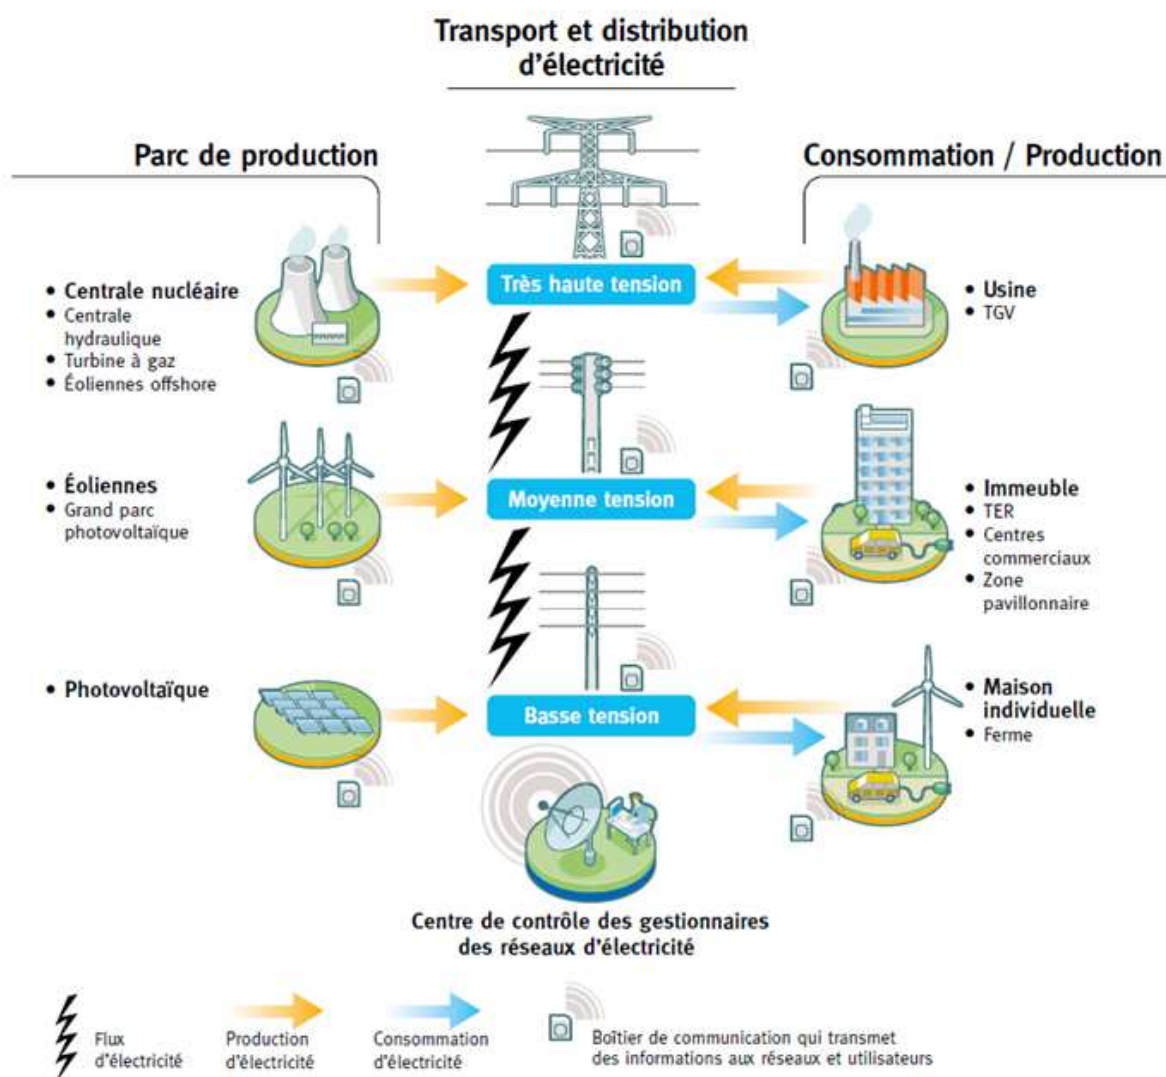 Transport et distribution
d'électricité
Parc de production
Consommation / Production
• Centrale nucléaire
• Centrale
hydraulique
• Turbine à gaz
• Éoliennes offshore
Très haute tension
• Usine
• TGV
• Éoliennes
• Grand parc
photovoltaïque
Moyenne tension
• Immeuble
• TER
• Centres
commerciaux
• Zone
pavillonnaire
• Photovoltaïque
Basse tension
• Maison
individuelle
• Ferme
Centre de contrôle des gestionnaires
des réseaux d'électricité
Flux
d'électricité
Production
d'électricité
Consommation
d'électricité
Boîtier de communication qui transmet
des informations aux réseaux et utilisateurs